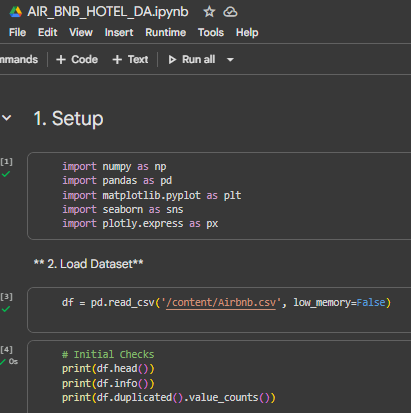 AIR_BNB_HOTEL_DA.ipynb
File Edit View Insert Runtime Tools Help
mmands + Code + Text Run all
1. Setup
[1]
import numpy as np
import pandas as pd
import matplotlib.pyplot as plt
import seaborn as sns
import plotly.express as px
** 2. Load Dataset**
[3]
df = pd.read_csv('/content/Airbnb.csv', low_memory=False)
[4]
0s
# Initial Checks
print(df.head())
print(df.info())
print(df.duplicated().value_counts())